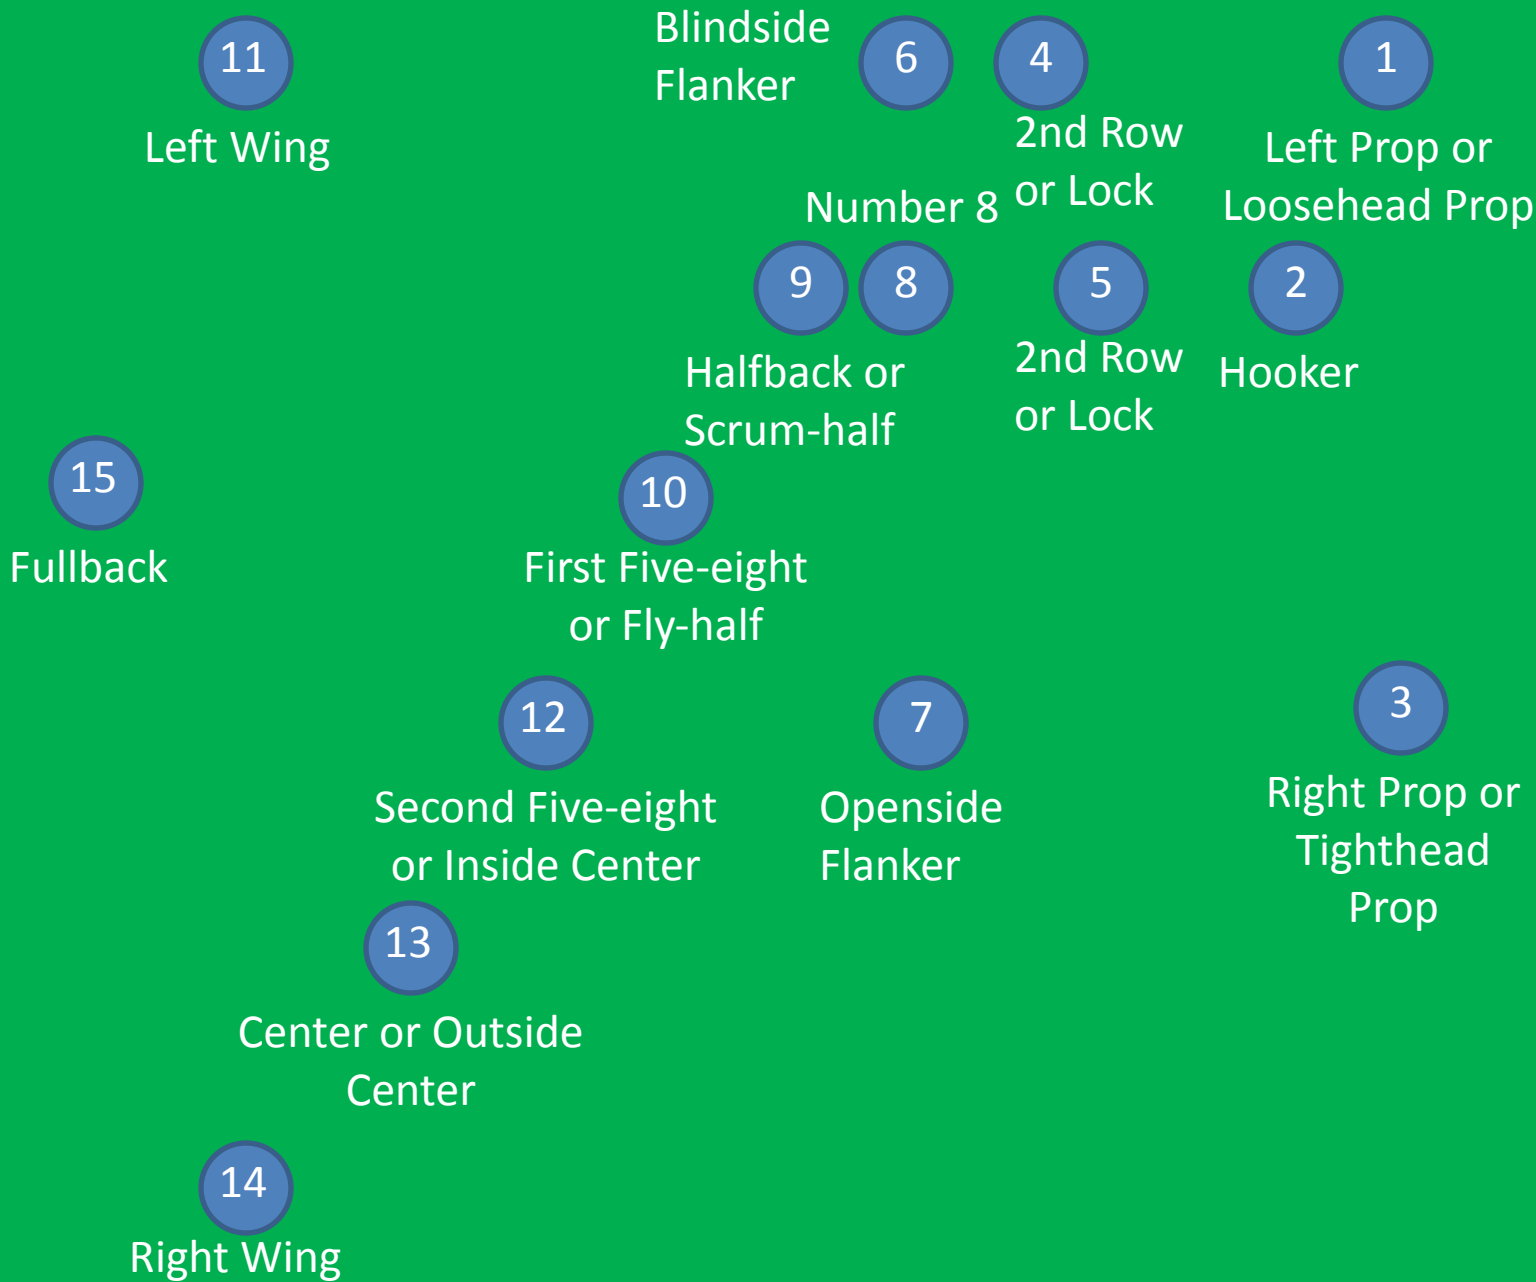 11
Left Wing
Blindside
Flanker
6
4
2nd Row
or Lock
1
Left Prop or
Loosehead Prop
Number 8
9
Halfback or
Scrum-half
8
5
2nd Row
or Lock
2
Hooker
15
Fullback
10
First Five-eight
or Fly-half
12
Second Five-eight
or Inside Center
7
Openside
Flanker
3
Right Prop or
Tighthead
Prop
13
Center or Outside
Center
14
Right Wing